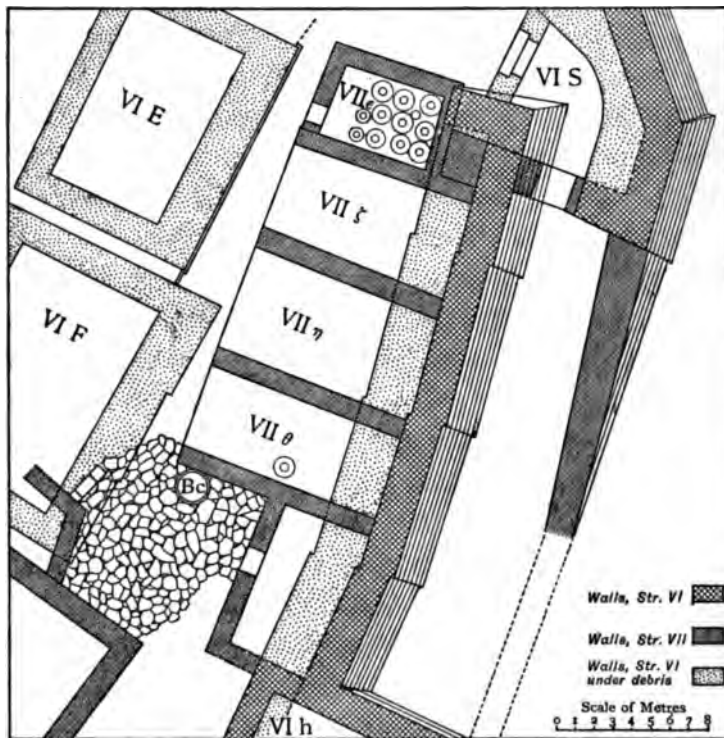 VI E
VII ε
VI S
VII ζ
VI F
VII η
VII θ
Bc
Walls, Str. VI
Walls, Str. VII
Walls, Str. VI
under debris
Scale of Metres
0 1 2 3 4 5 6 7 8
VI h